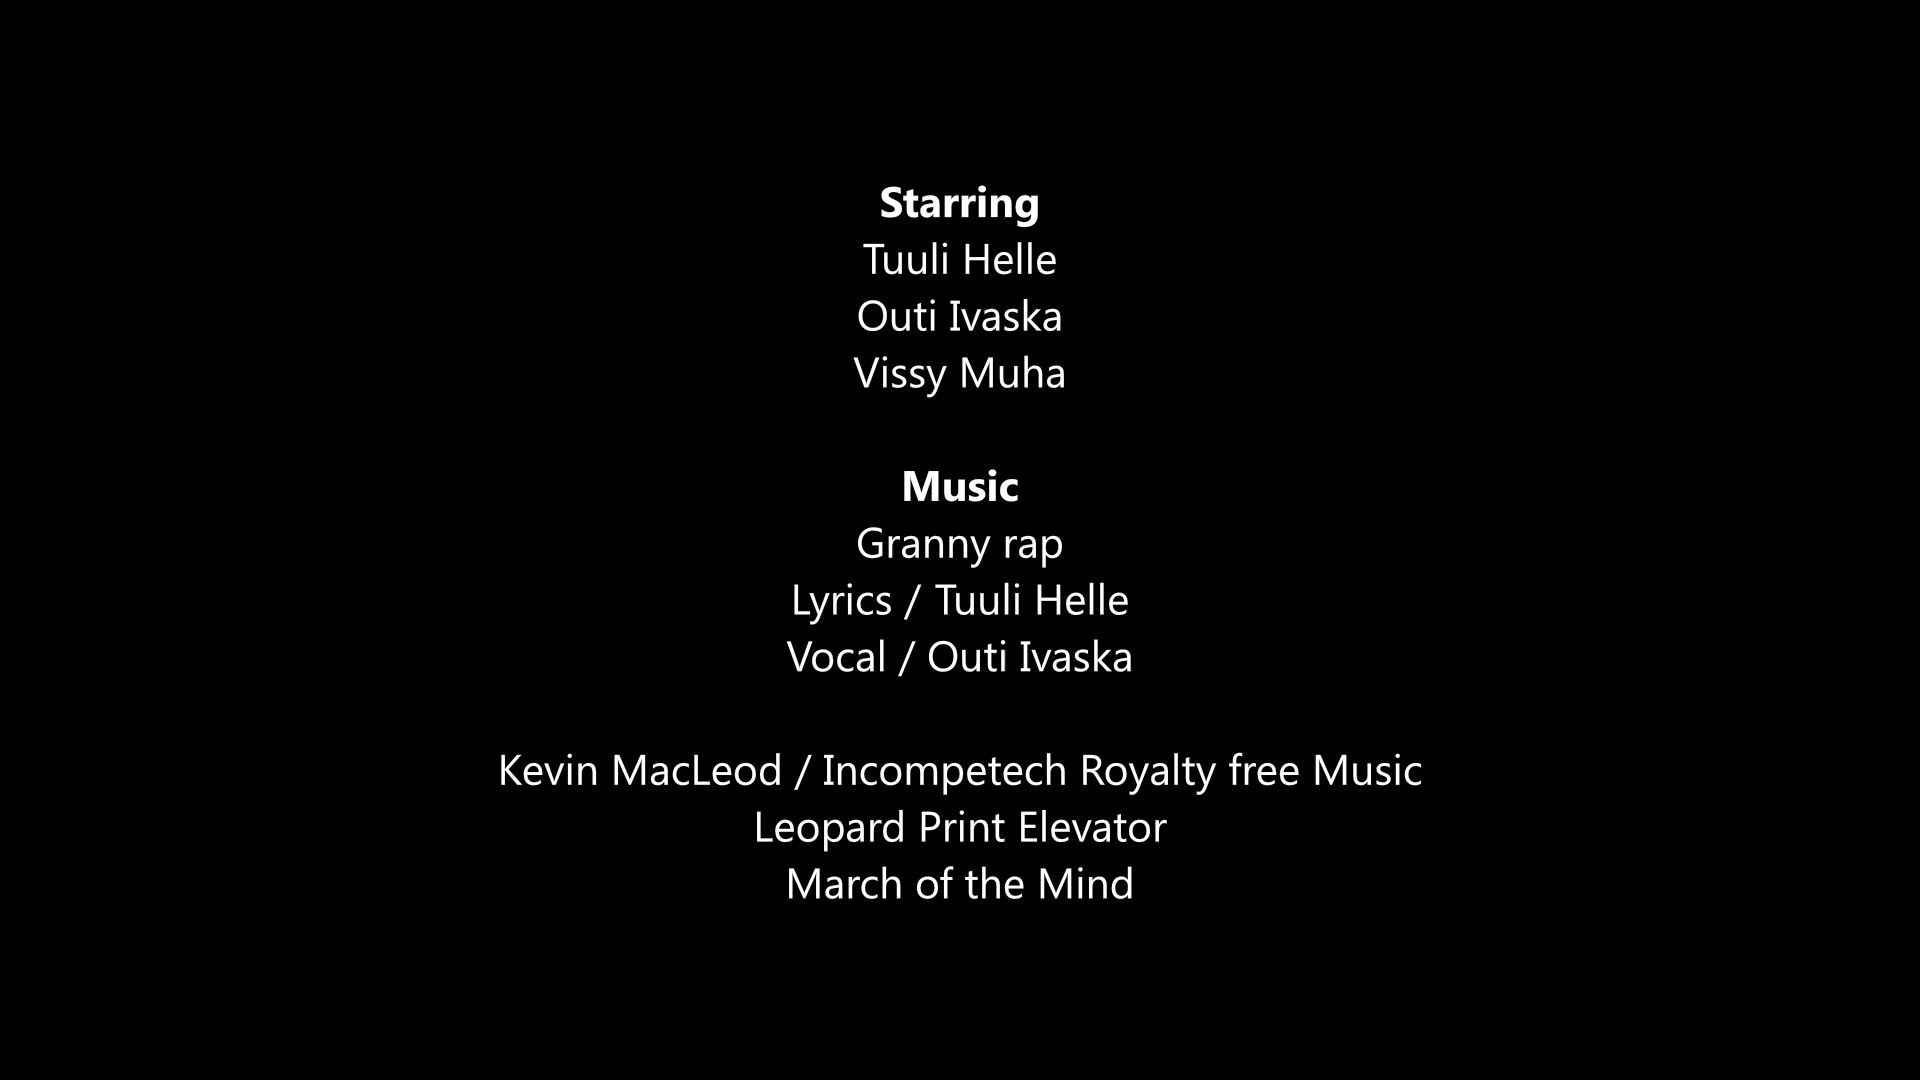 Starring
Tuuli Helle
Outi Ivaska
Vissy Muha
Music
Granny rap
Lyrics / Tuuli Helle
Vocal / Outi Ivaska
Kevin MacLeod / Incompetech Royalty free Music
Leopard Print Elevator
March of the Mind